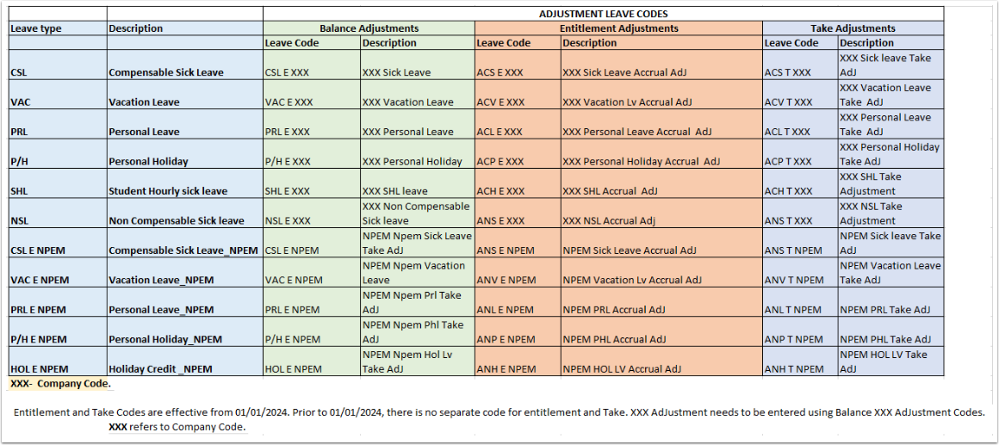 ADJUSTMENT LEAVE CODES
Leave type Description Balance Adjustments Entitlement Adjustments Take Adjustments
Leave Code Description Leave Code Description Leave Code Description
CSL Compensable Sick Leave CSL E XXX XXX Sick Leave ACS E XXX XXX Sick Leave Accrual AdJ ACS T XXX XXX Sick leave Take AdJ
VAC Vacation Leave VAC E XXX XXX Vacation Leave ACV E XXX XXX Vacation Lv Accrual AdJ ACV T XXX XXX Vacation Leave Take AdJ
PRL Personal Leave PRL E XXX XXX Personal Leave ACL E XXX XXX Personal Leave Accrual AdJ ACL T XXX XXX Personal Leave Take AdJ
P/H Personal Holiday P/H E XXX XXX Personal Holiday ACP E XXX XXX Personal Holiday Accrual AdJ ACP T XXX XXX Personal Holiday Take AdJ
SHL Student Hourly sick leave SHL E XXX XXX SHL leave ACH E XXX XXX SHL Accrual AdJ ACH T XXX XXX SHL Take Adjustment
NSL Non Compensable Sick leave NSL E XXX XXX Non Compensable Sick leave ANS E XXX XXX NSL Accrual Adj ANS T XXX XXX NSL Take Adjustment
CSL E NPEM Compensable Sick Leave_NPEM CSL E NPEM NPEM Npem Sick Leave Take AdJ ANS E NPEM NPEM Sick Leave Accrual AdJ ANS T NPEM NPEM Sick leave Take AdJ
VAC E NPEM Vacation Leave_NPEM VAC E NPEM NPEM Npem Vacation Leave ANV E NPEM NPEM Vacation Lv Accrual AdJ ANV T NPEM NPEM Vacation Leave Take AdJ
PRL E NPEM Personal Leave_NPEM PRL E NPEM NPEM Npem Prl Take AdJ ANL E NPEM NPEM PRL Accrual AdJ ANL T NPEM NPEM PRL Take AdJ
P/H E NPEM Personal Holiday_NPEM P/H E NPEM NPEM Npem Phl Take AdJ ANP E NPEM NPEM PHL Accrual AdJ ANP T NPEM NPEM PHL Take AdJ
HOL E NPEM Holiday Credit _NPEM HOL E NPEM NPEM Npem Hol Lv Take AdJ ANH E NPEM NPEM HOL LV Accrual AdJ ANH T NPEM NPEM HOL LV Take AdJ
XXX- Company Code.
Entitlement and Take Codes are effective from 01/01/2024. Prior to 01/01/2024, there is no separate code for entitlement and Take. XXX AdJustment needs to be entered using Balance XXX AdJustment Codes.
XXX refers to Company Code.